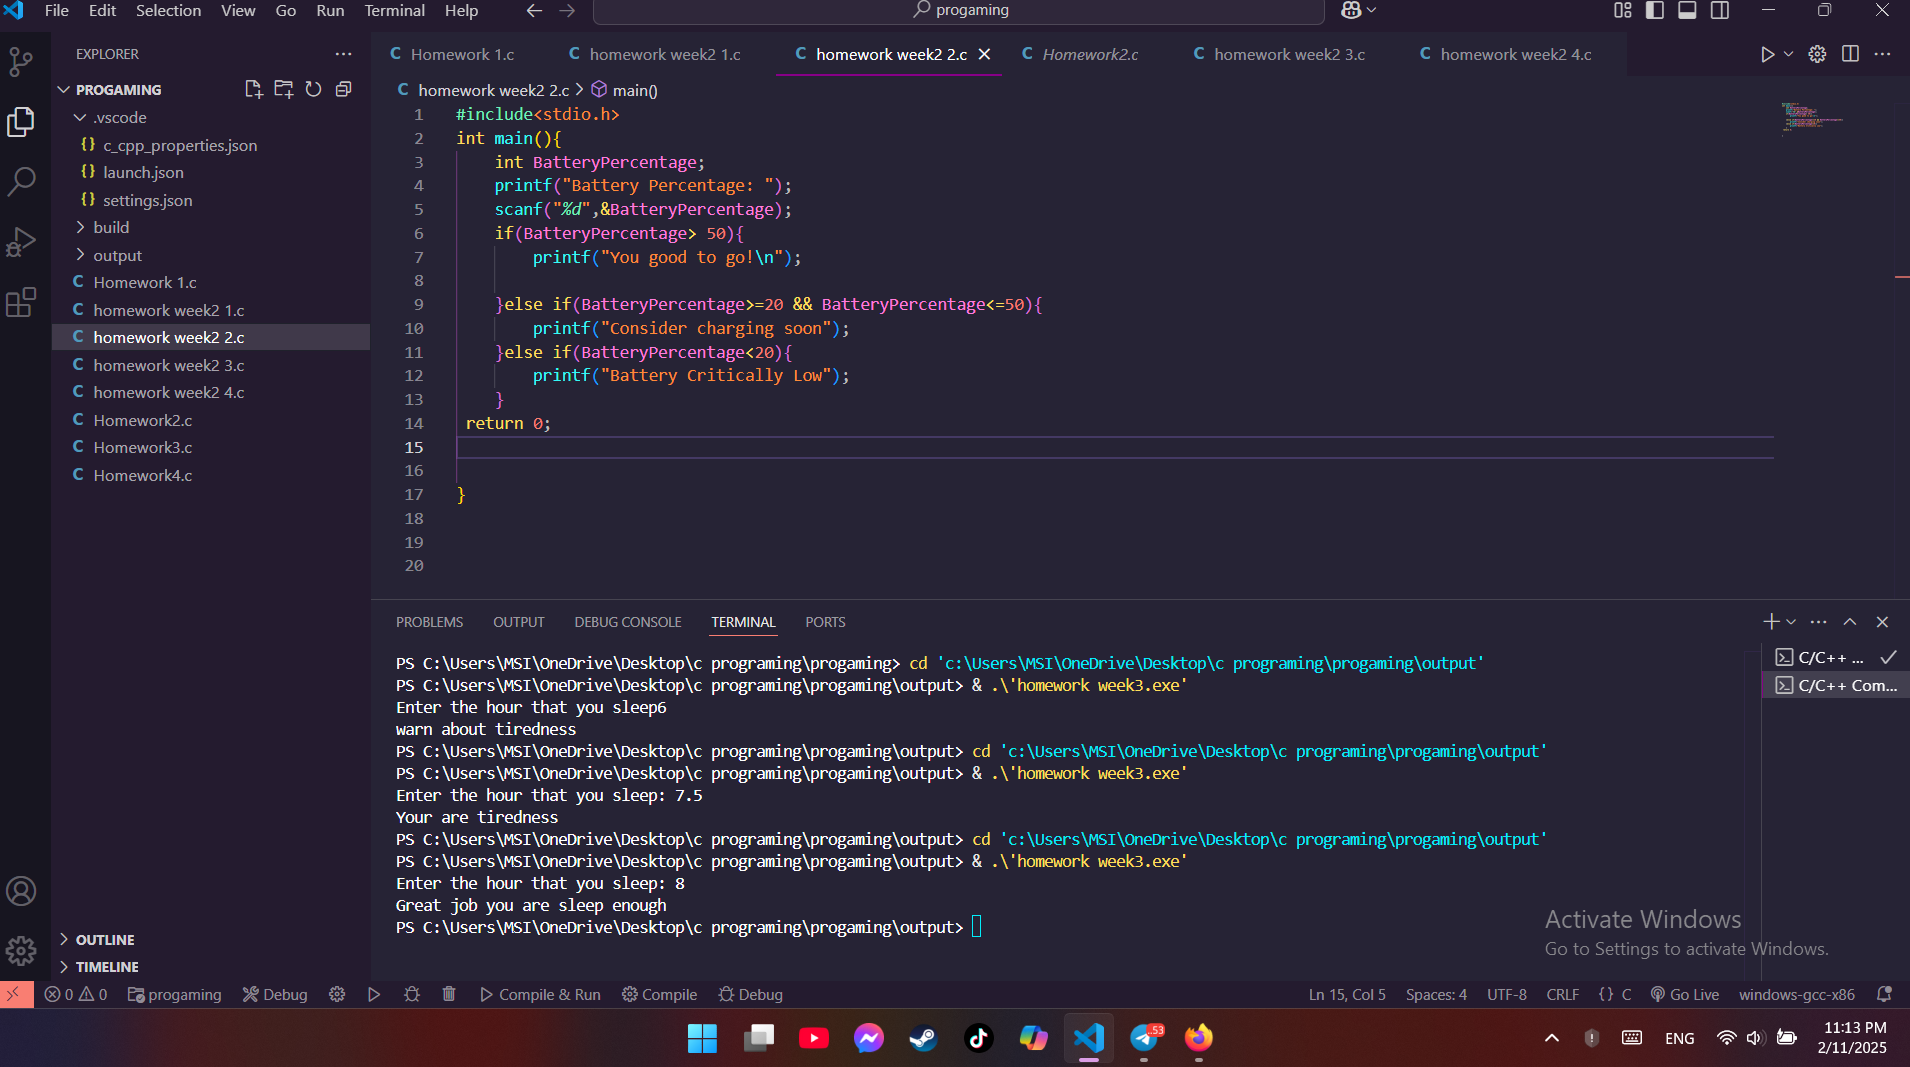 File Edit Selection View Go Run Terminal Help progaming
EXPLORER
PROGAMING
.vscode
{} c_cpp_properties.json
{} launch.json
{} settings.json
build
output
C Homework 1.c
C homework week2 1.c
C homework week2 2.c
C homework week2 3.c
C homework week2 4.c
C Homework2.c
C Homework3.c
C Homework4.c
OUTLINE
TIMELINE
C Homework 1.c C homework week2 1.c C homework week2 2.c C Homework2.c C homework week2 3.c C homework week2 4.c
C homework week2 2.c > main()
1 #include<stdio.h>
2 int main(){
3 int BatteryPercentage;
4 printf("Battery Percentage: ");
5 scanf("%d",&BatteryPercentage);
6 if(BatteryPercentage> 50){
7 printf("You good to go!\n");
8
9 }else if(BatteryPercentage>=20 && BatteryPercentage<=50){
10 printf("Consider charging soon");
11 }else if(BatteryPercentage<20){
12 printf("Battery Critically Low");
13 }
14 return 0;
15
16
17 }
18
19
20
PROBLEMS OUTPUT DEBUG CONSOLE TERMINAL PORTS
PS C:\Users\MSI\OneDrive\Desktop\c programing\progaming> cd 'c:\Users\MSI\OneDrive\Desktop\c programing\progaming\output'
PS C:\Users\MSI\OneDrive\Desktop\c programing\progaming\output> & .\'homework week3.exe'
Enter the hour that you sleep6
warn about tiredness
PS C:\Users\MSI\OneDrive\Desktop\c programing\progaming\output> cd 'c:\Users\MSI\OneDrive\Desktop\c programing\progaming\output'
PS C:\Users\MSI\OneDrive\Desktop\c programing\progaming\output> & .\'homework week3.exe'
Enter the hour that you sleep: 7.5
Your are tiredness
PS C:\Users\MSI\OneDrive\Desktop\c programing\progaming\output> cd 'c:\Users\MSI\OneDrive\Desktop\c programing\progaming\output'
PS C:\Users\MSI\OneDrive\Desktop\c programing\progaming\output> & .\'homework week3.exe'
Enter the hour that you sleep: 8
Great job you are sleep enough
PS C:\Users\MSI\OneDrive\Desktop\c programing\progaming\output>
C/C++ ...
C/C++ Com...
Activate Windows
Go to Settings to activate Windows.
0 0 progaming Debug Compile & Run Compile Debug Ln 15, Col 5 Spaces: 4 UTF-8 CRLF {} C Go Live windows-gcc-x86
53 ENG 11:13 PM
2/11/2025